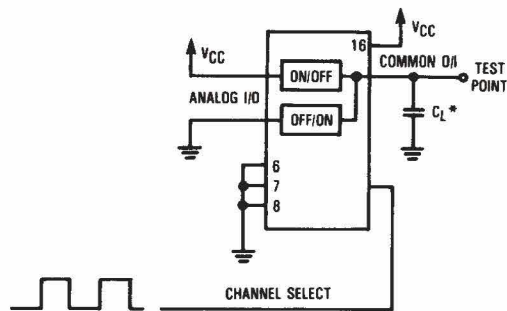 VCC
16
VCC
COMMON O/I
TEST
POINT
ON/OFF
ANALOG I/O
OFF/ON
CL*
6
7
8
CHANNEL SELECT